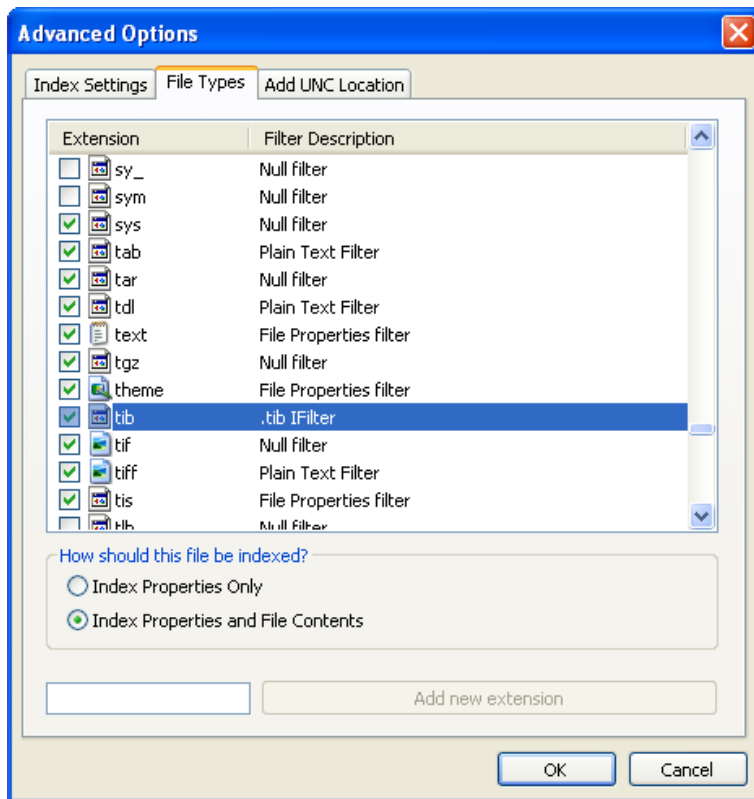 Advanced Options
Index Settings File Types Add UNC Location
Extension Filter Description
sy_ Null filter
sym Null filter
sys Null filter
tab Plain Text Filter
tar Null filter
tdl Plain Text Filter
text File Properties filter
tgz Null filter
theme File Properties filter
tib .tib IFilter
tif Null filter
tiff Plain Text Filter
tis File Properties filter
tlb Null filter
How should this file be indexed?
Index Properties Only
Index Properties and File Contents
Add new extension
OK Cancel